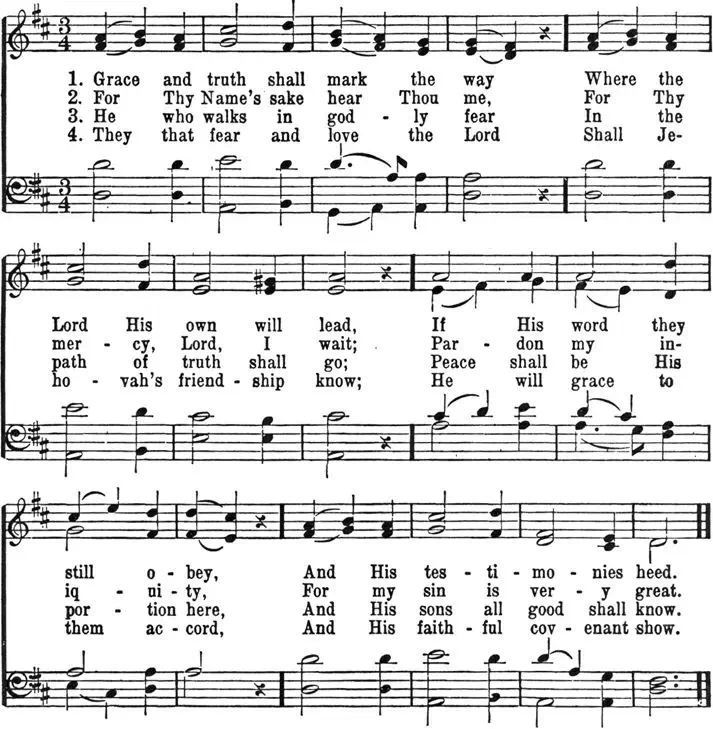 3
4
1. Grace and truth shall mark the way Where the
2. For Thy Name's sake hear Thou me, For Thy
3. He who walks in god - ly fear In the
4. They that fear and love the Lord Shall Je-
3
4
Lord His own will lead, If His word they
mer - cy, Lord, I wait; Par - don my in-
path of truth shall go; Peace shall be His
ho - vah's friend - ship know; He will grace to
still o - bey, And His tes - ti - mo - nies heed.
iq - ui - ty, For my sin is ver - y great.
por - tion here, And His sons all good shall know.
them ac - cord, And His faith - ful cov - enant show.